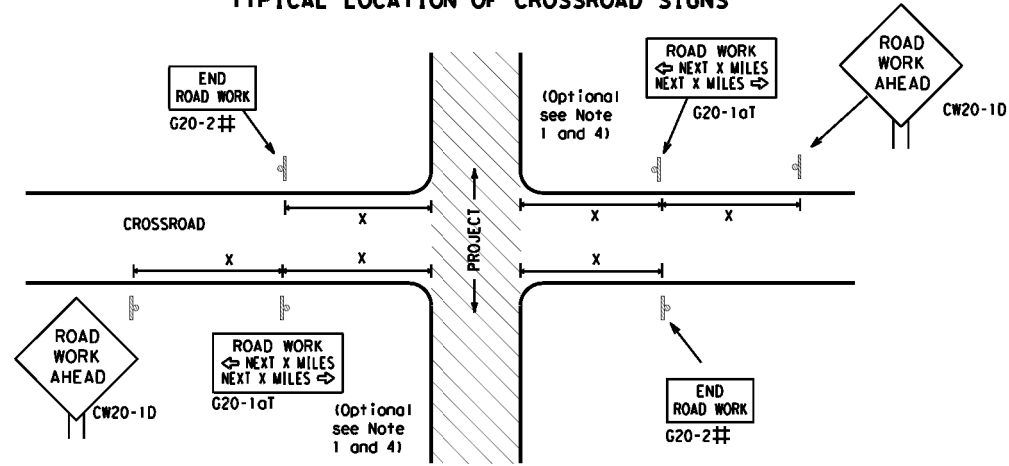 TYPICAL LOCATION OF CROSSROAD SIGNS
END
ROAD WORK
G20-2#
(Optional
see Note
1 and 4)
ROAD WORK
⇦ NEXT X MILES
NEXT X MILES ⇨
G20-1aT
ROAD
WORK
AHEAD
CW20-1D
X
X
X
CROSSROAD
PROJECT
X
X
X
ROAD
WORK
AHEAD
CW20-1D
ROAD WORK
⇦ NEXT X MILES
NEXT X MILES ⇨
G20-1aT
(Optional
see Note
1 and 4)
END
ROAD WORK
G20-2#